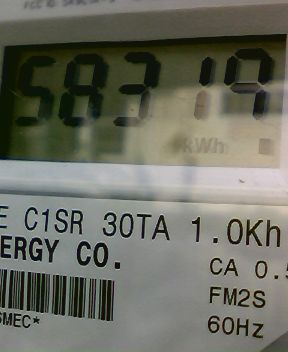 58319
kWh
E C1SR 30TA 1.0Kh
ERGY CO.
CA 0.5
FM2S
60Hz
SMEC*